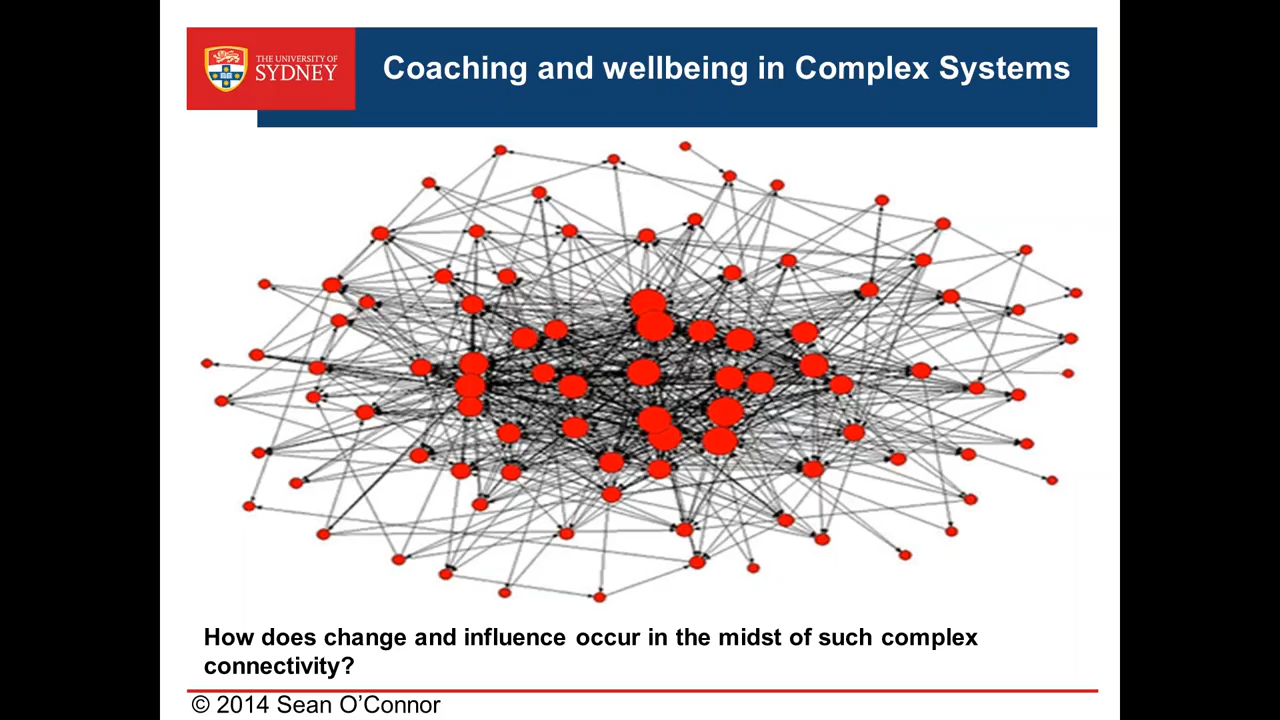 THE UNIVERSITY OF
SYDNEY
Coaching and wellbeing in Complex Systems
How does change and influence occur in the midst of such complex
connectivity?
© 2014 Sean O’Connor